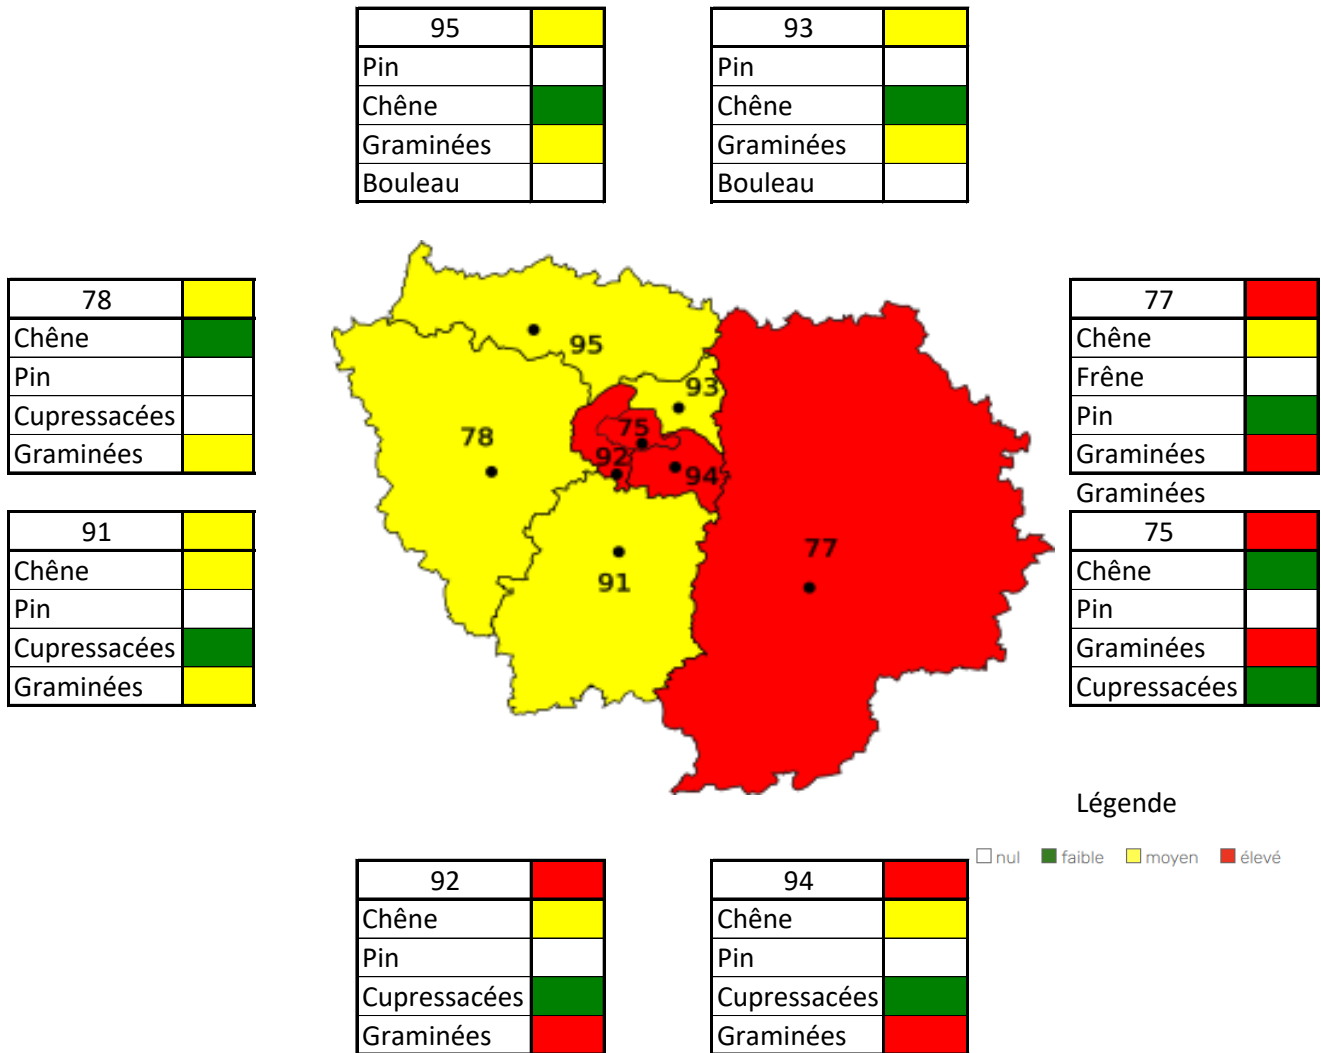 95
Pin
Chêne
Graminées
Bouleau
93
Pin
Chêne
Graminées
Bouleau
78
Chêne
Pin
Cupressacées
Graminées
91
Chêne
Pin
Cupressacées
Graminées
95
93
78
75
92
94
77
91
77
Chêne
Frêne
Pin
Graminées
Graminées
75
Chêne
Pin
Graminées
Cupressacées
Légende
nul faible moyen élevé
92
Chêne
Pin
Cupressacées
Graminées
94
Chêne
Pin
Cupressacées
Graminées